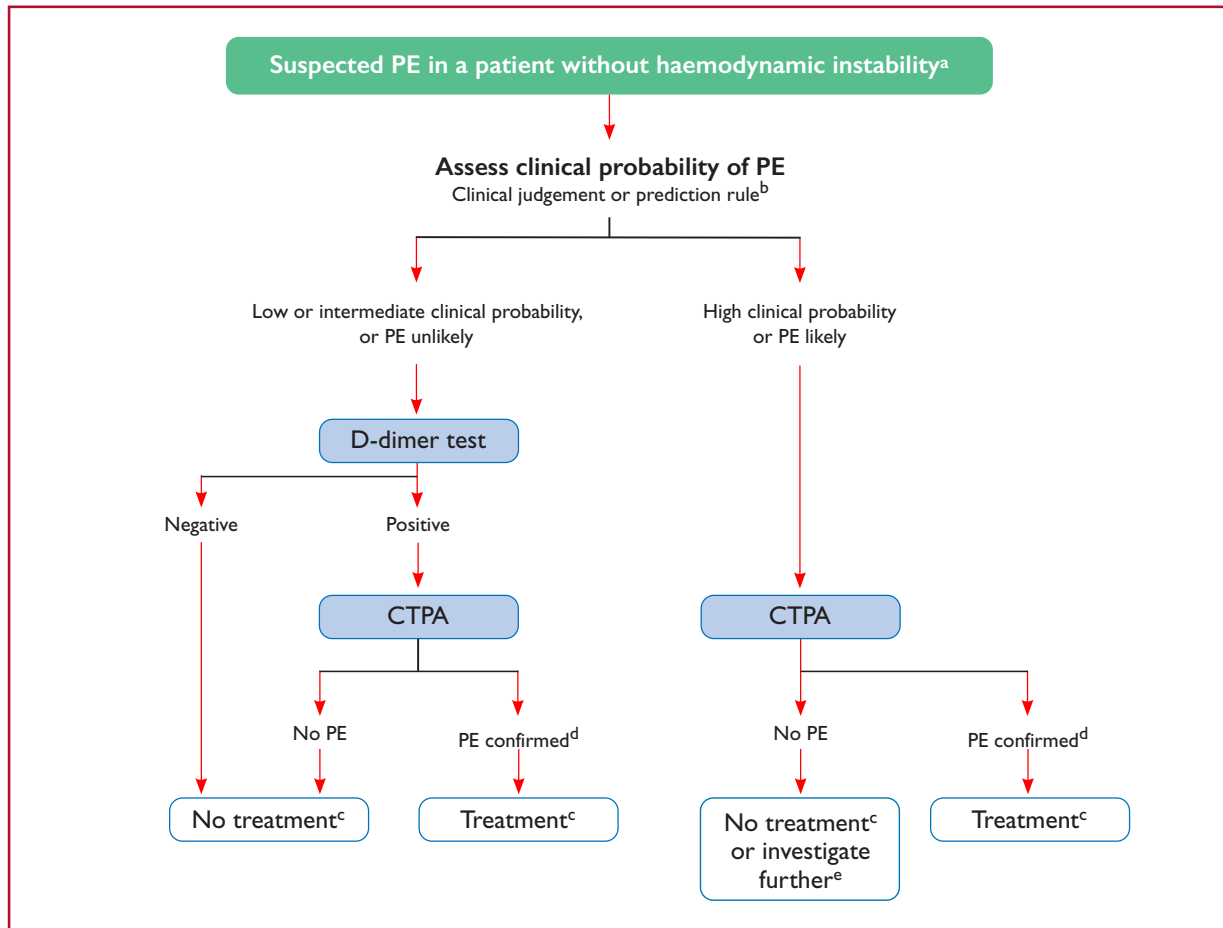 Suspected PE in a patient without haemodynamic instabilityᵃ
Assess clinical probability of PE
Clinical judgement or prediction ruleᵇ
Low or intermediate clinical probability,
or PE unlikely
High clinical probability
or PE likely
D-dimer test
Negative
Positive
CTPA
CTPA
No PE
PE confirmedᵈ
No PE
PE confirmedᵈ
No treatmentᶜ
Treatmentᶜ
No treatmentᶜ
or investigate
furtherᵉ
Treatmentᶜ